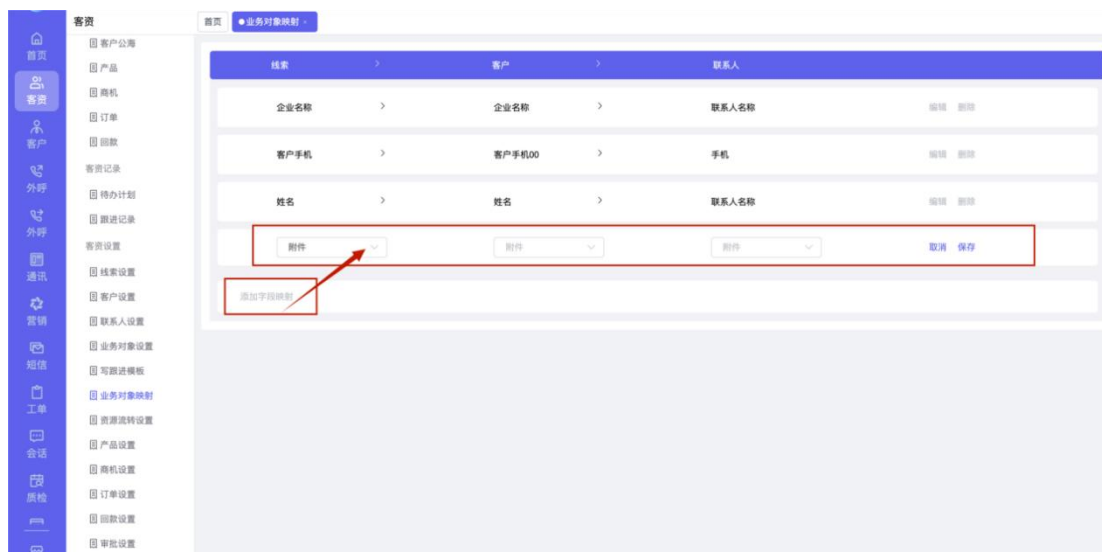 首页
客资
客户
外呼
外呼
通讯
营销
短信
工单
会话
质检
客资
客户公海
产品
商机
订单
回款
客资记录
待办计划
跟进记录
客资设置
线索设置
客户设置
联系人设置
业务对象设置
写跟进模板
业务对象映射
资源流转设置
产品设置
商机设置
订单设置
回款设置
审批设置
首页 业务对象映射 ×
线索 > 客户 > 联系人
企业名称 > 企业名称 > 联系人名称 编辑 删除
客户手机 > 客户手机00 > 手机 编辑 删除
姓名 > 姓名 > 联系人名称 编辑 删除
附件 附件 附件 取消 保存
添加字段映射